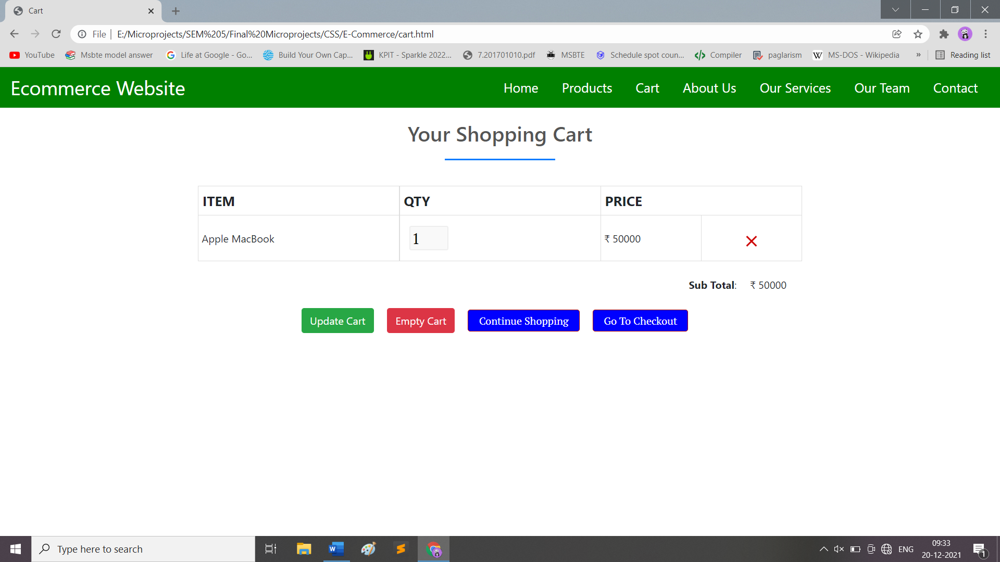 Cart
File E:/Microprojects/SEM%205/Final%20Microprojects/CSS/E-Commerce/cart.html
YouTube Msbte model answer Life at Google - Go... Build Your Own Cap... KPIT - Sparkle 2022... 7.201701010.pdf MSBTE Schedule spot coun... Compiler paglarism MS-DOS - Wikipedia » Reading list
Ecommerce Website Home Products Cart About Us Our Services Our Team Contact
Your Shopping Cart
ITEM QTY PRICE
Apple MacBook 1 ₹ 50000
Sub Total: ₹ 50000
Update Cart Empty Cart Continue Shopping Go To Checkout
Type here to search ENG 09:33
20-12-2021 1